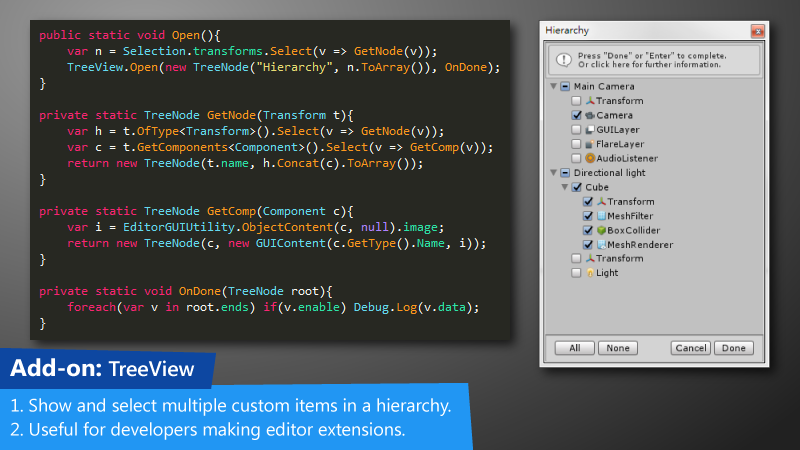 public static void Open(){
var n = Selection.transforms.Select(v => GetNode(v));
TreeView.Open(new TreeNode("Hierarchy", n.ToArray()), OnDone);
}
private static TreeNode GetNode(Transform t){
var h = t.OfType<Transform>().Select(v => GetNode(v));
var c = t.GetComponents<Component>().Select(v => GetComp(v));
return new TreeNode(t.name, h.Concat(c).ToArray());
}
private static TreeNode GetComp(Component c){
var i = EditorGUIUtility.ObjectContent(c, null).image;
return new TreeNode(c, new GUIContent(c.GetType().Name, i));
}
private static void OnDone(TreeNode root){
foreach(var v in root.ends) if(v.enable) Debug.Log(v.data);
}
Hierarchy
Press "Done" or "Enter" to complete.
Or click here for further information.
Main Camera
Transform
Camera
GUILayer
FlareLayer
AudioListener
Directional light
Cube
Transform
MeshFilter
BoxCollider
MeshRenderer
Transform
Light
All None Cancel Done
Add-on: TreeView
1. Show and select multiple custom items in a hierarchy.
2. Useful for developers making editor extensions.